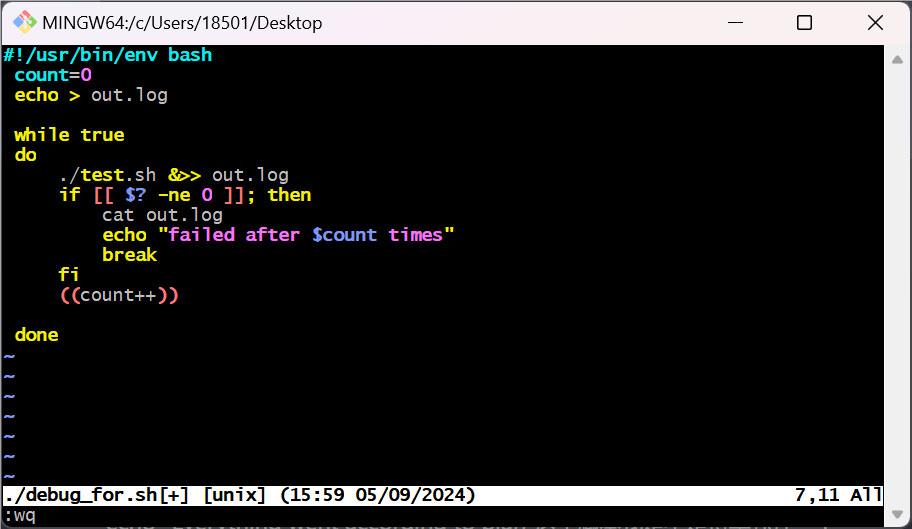 MINGW64:/c/Users/18501/Desktop
#!/usr/bin/env bash
count=0
echo > out.log
while true
do
./test.sh &>> out.log
if [[ $? -ne 0 ]]; then
cat out.log
echo "failed after $count times"
break
fi
((count++))
done
~
~
~
~
~
~
~
./debug_for.sh[+] [unix] (15:59 05/09/2024) 7,11 All
:wq